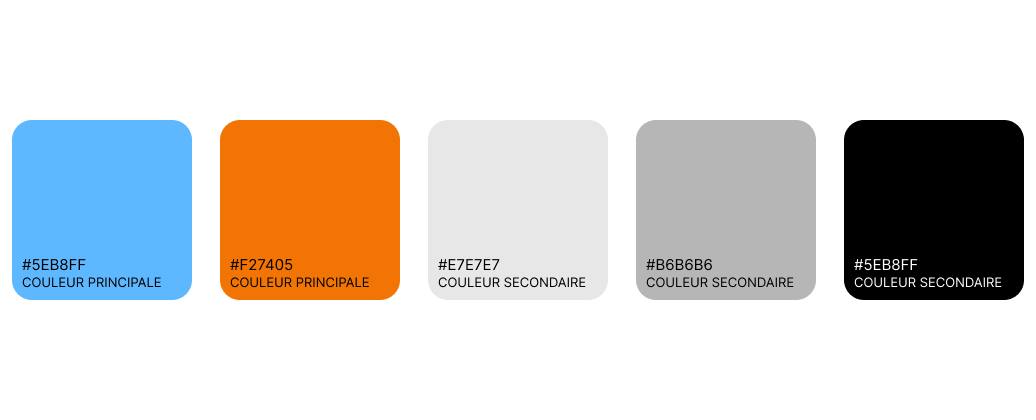 #5EB8FF
COULEUR PRINCIPALE
#F27405
COULEUR PRINCIPALE
#E7E7E7
COULEUR SECONDAIRE
#B6B6B6
COULEUR SECONDAIRE
#5EB8FF
COULEUR SECONDAIRE